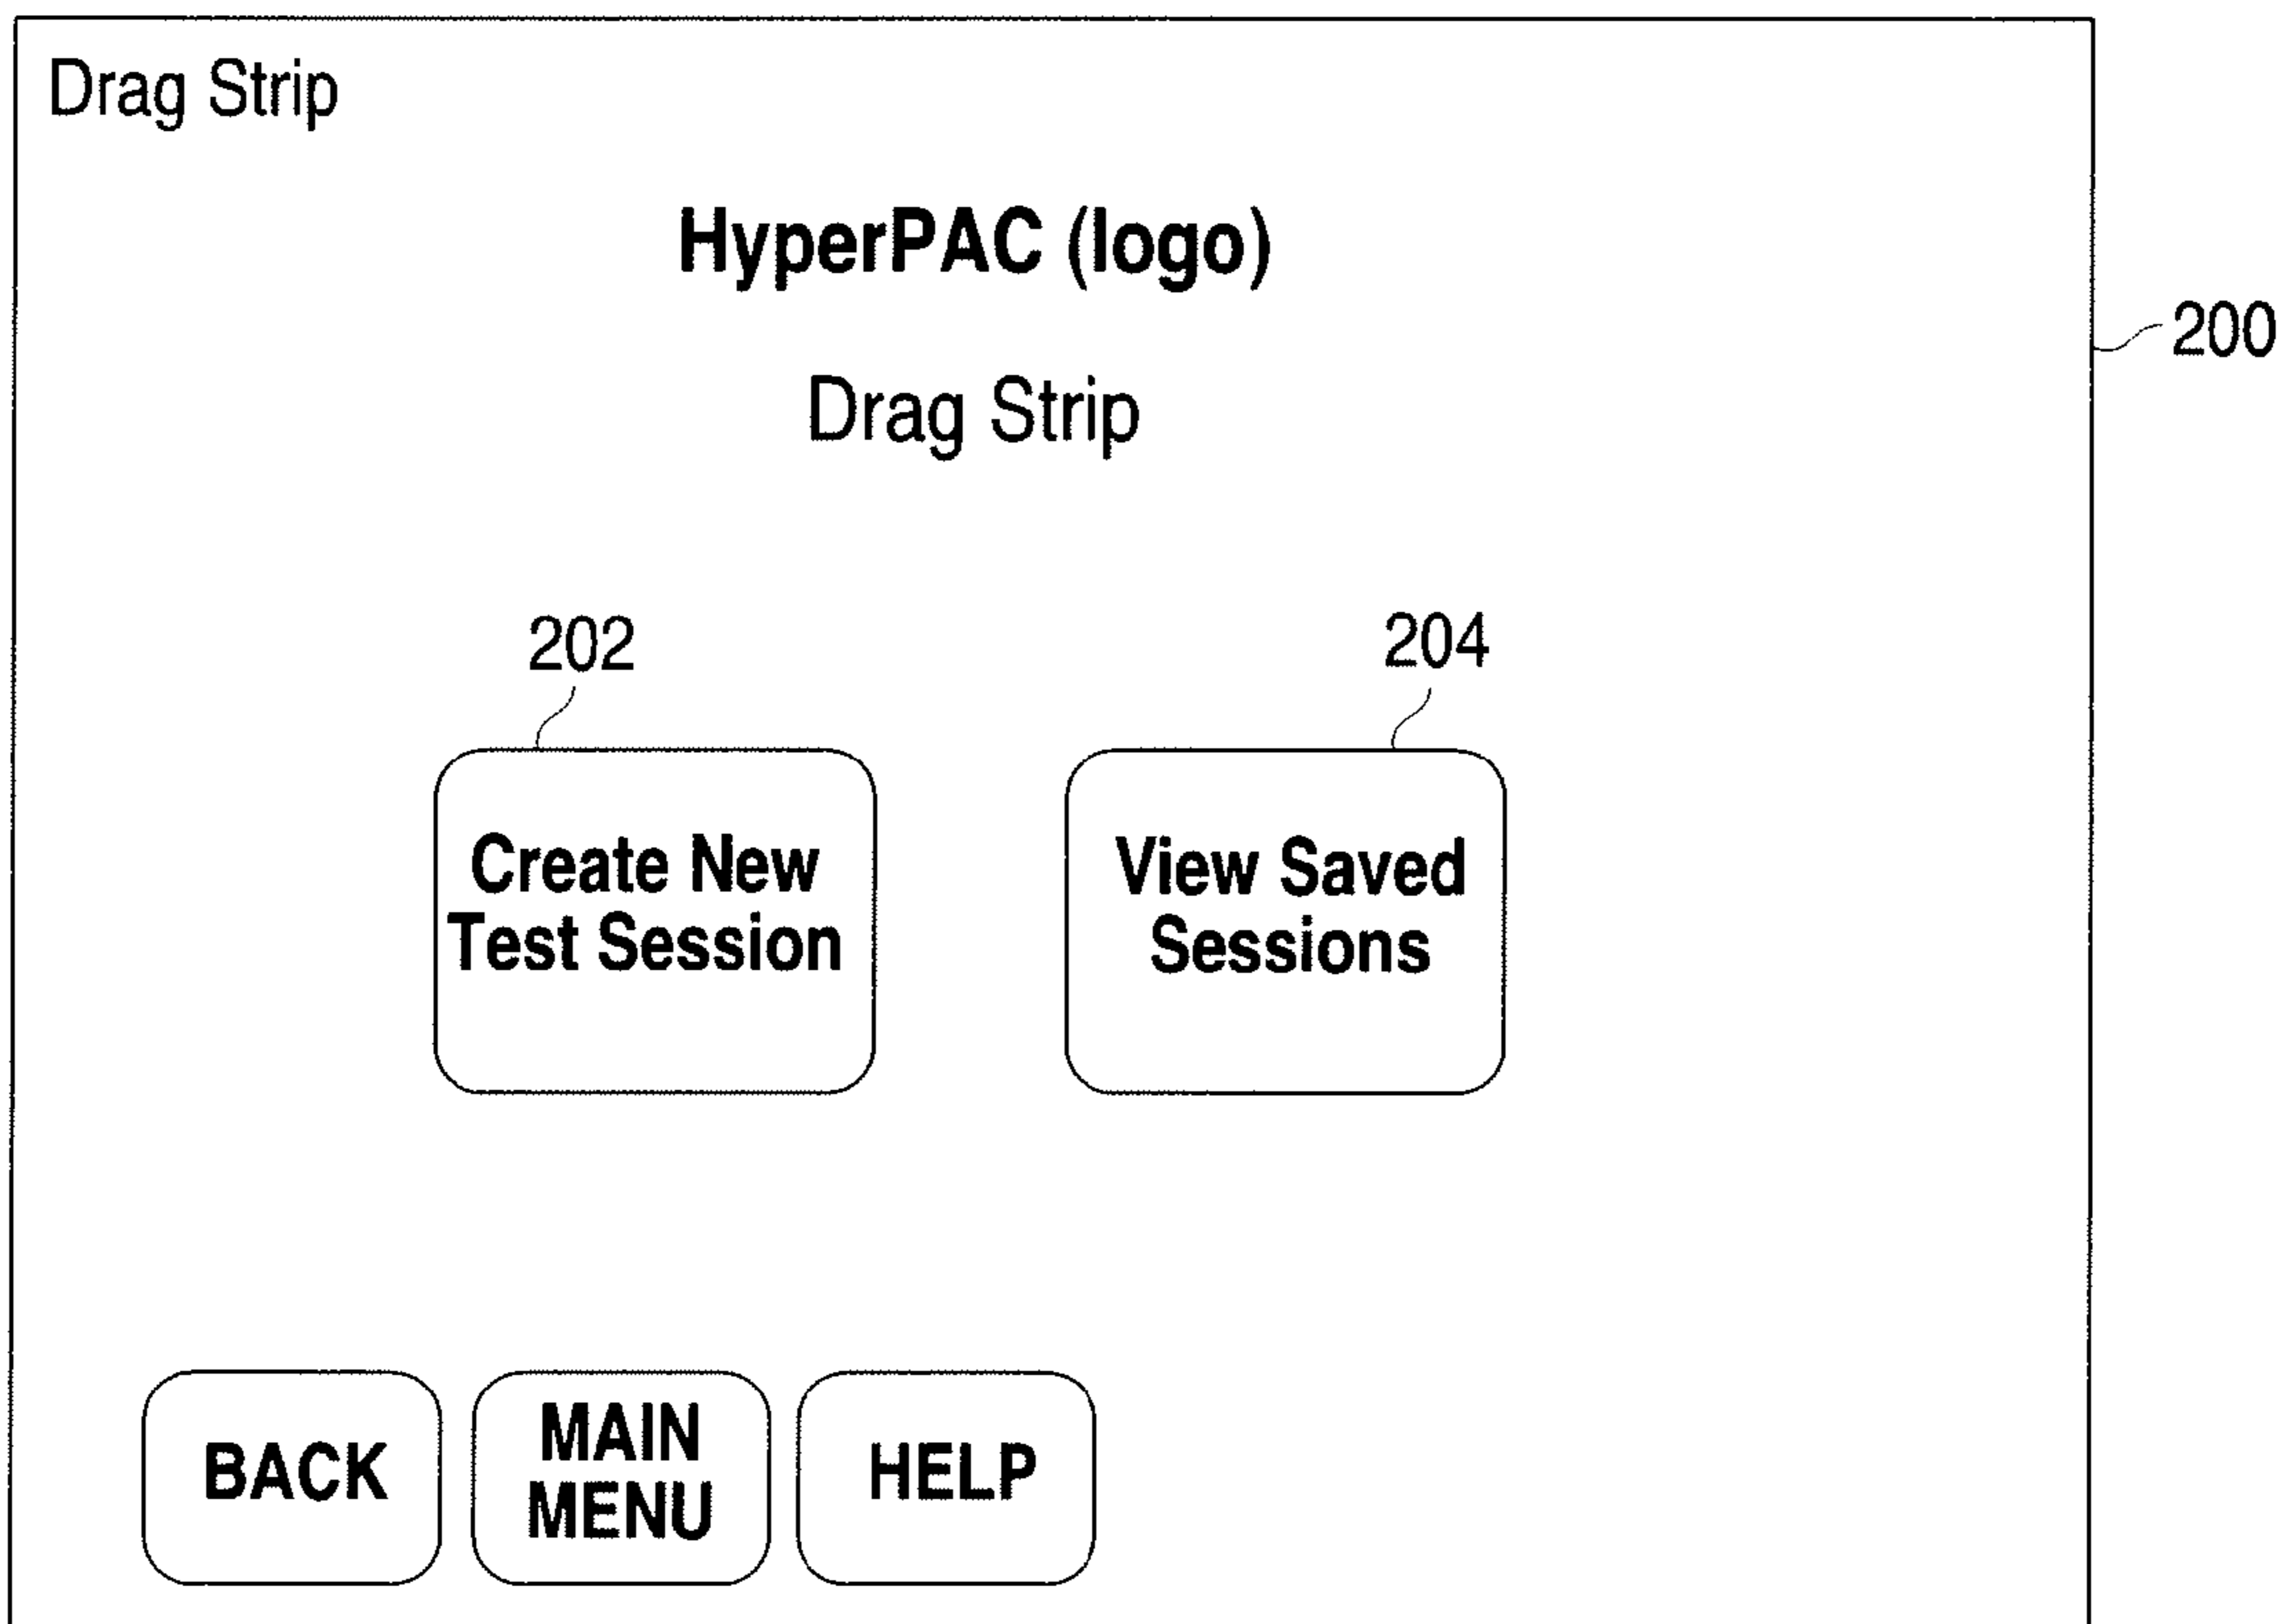 Drag Strip
HyperPAC (logo)
200
Drag Strip
202
204
Create New
Test Session
View Saved
Sessions
BACK
MAIN
MENU
HELP